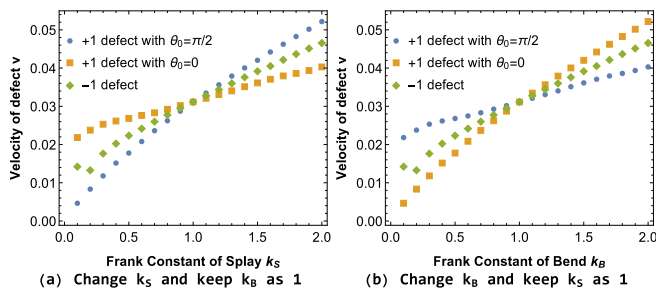 0.05
0.04
0.03
0.02
0.01
0.00
Velocity of defect v
+1 defect with θ₀=π/2
+1 defect with θ₀=0
−1 defect
0.0 0.5 1.0 1.5 2.0
Frank Constant of Splay kS
(a) Change kS and keep kB as 1
0.05
0.04
0.03
0.02
0.01
0.00
Velocity of defect v
+1 defect with θ₀=π/2
+1 defect with θ₀=0
−1 defect
0.0 0.5 1.0 1.5 2.0
Frank Constant of Bend kB
(b) Change kB and keep kS as 1